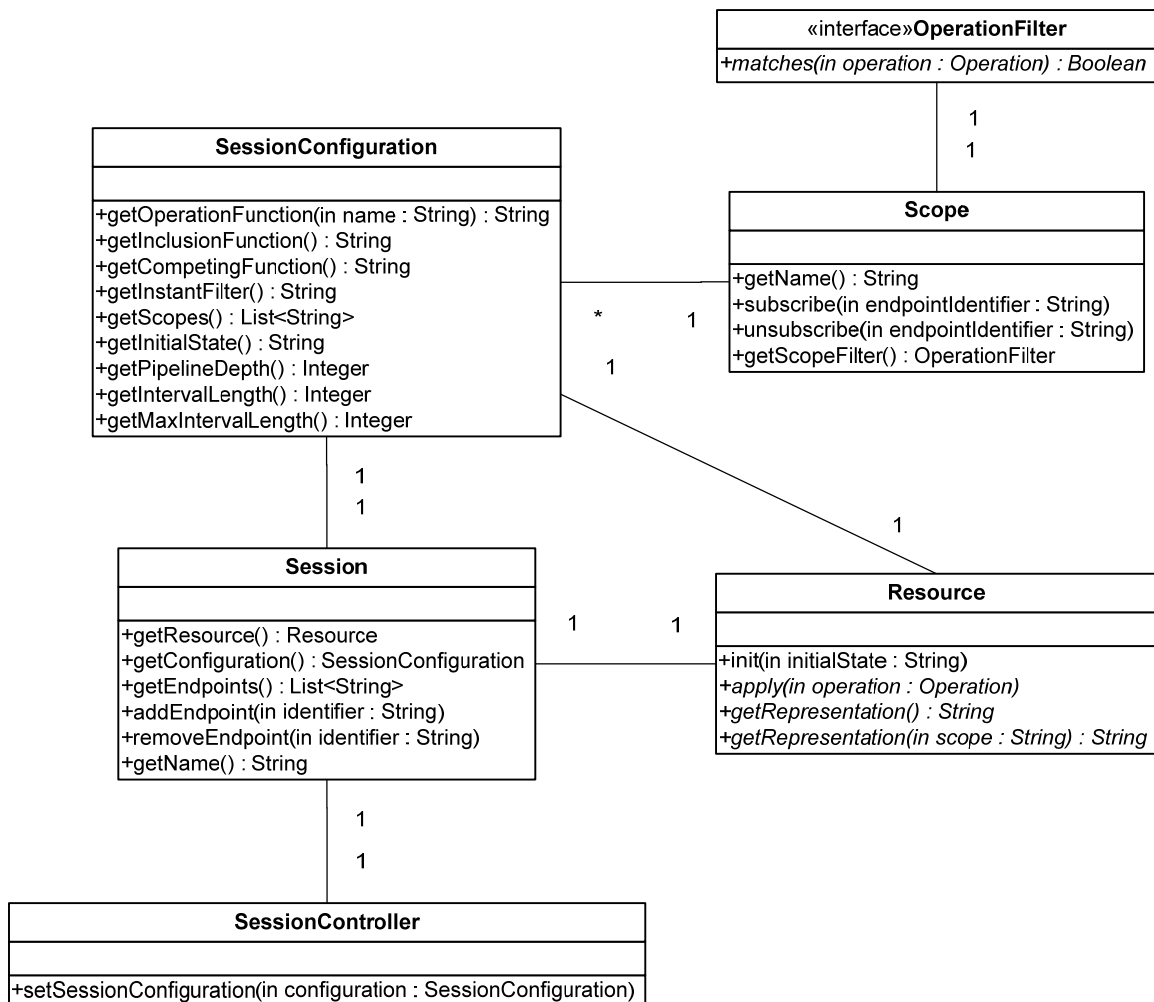 «interface»OperationFilter
+matches(in operation : Operation) : Boolean
1
1
SessionConfiguration
+getOperationFunction(in name : String) : String
+getInclusionFunction() : String
+getCompetingFunction() : String
+getInstantFilter() : String
+getScopes() : List<String>
+getInitialState() : String
+getPipelineDepth() : Integer
+getIntervalLength() : Integer
+getMaxIntervalLength() : Integer
Scope
+getName() : String
+subscribe(in endpointIdentifier : String)
+unsubscribe(in endpointIdentifier : String)
+getScopeFilter() : OperationFilter
*
1
1
1
1
1
Session
+getResource() : Resource
+getConfiguration() : SessionConfiguration
+getEndpoints() : List<String>
+addEndpoint(in identifier : String)
+removeEndpoint(in identifier : String)
+getName() : String
1
1
Resource
+init(in initialState : String)
+apply(in operation : Operation)
+getRepresentation() : String
+getRepresentation(in scope : String) : String
1
1
SessionController
+setSessionConfiguration(in configuration : SessionConfiguration)